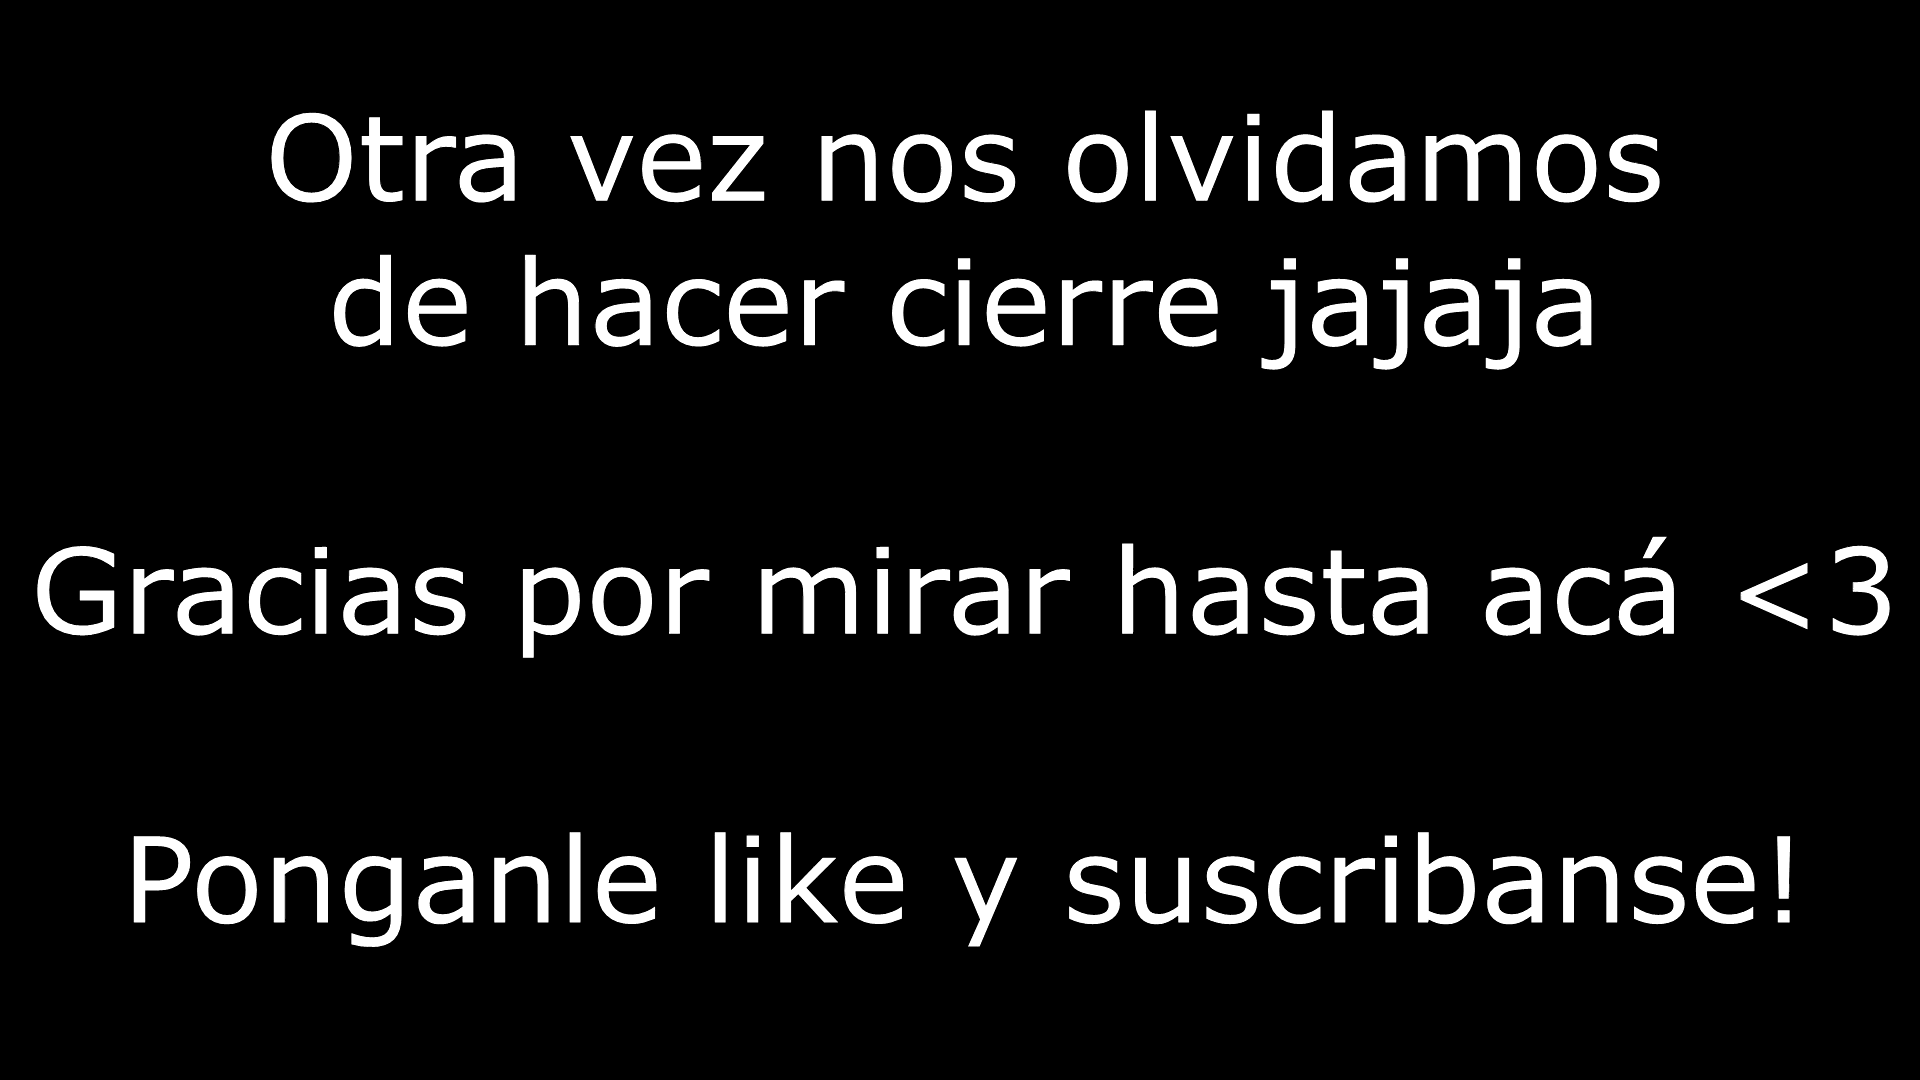 Otra vez nos olvidamos
de hacer cierre jajaja
Gracias por mirar hasta acá <3
Ponganle like y suscribanse!